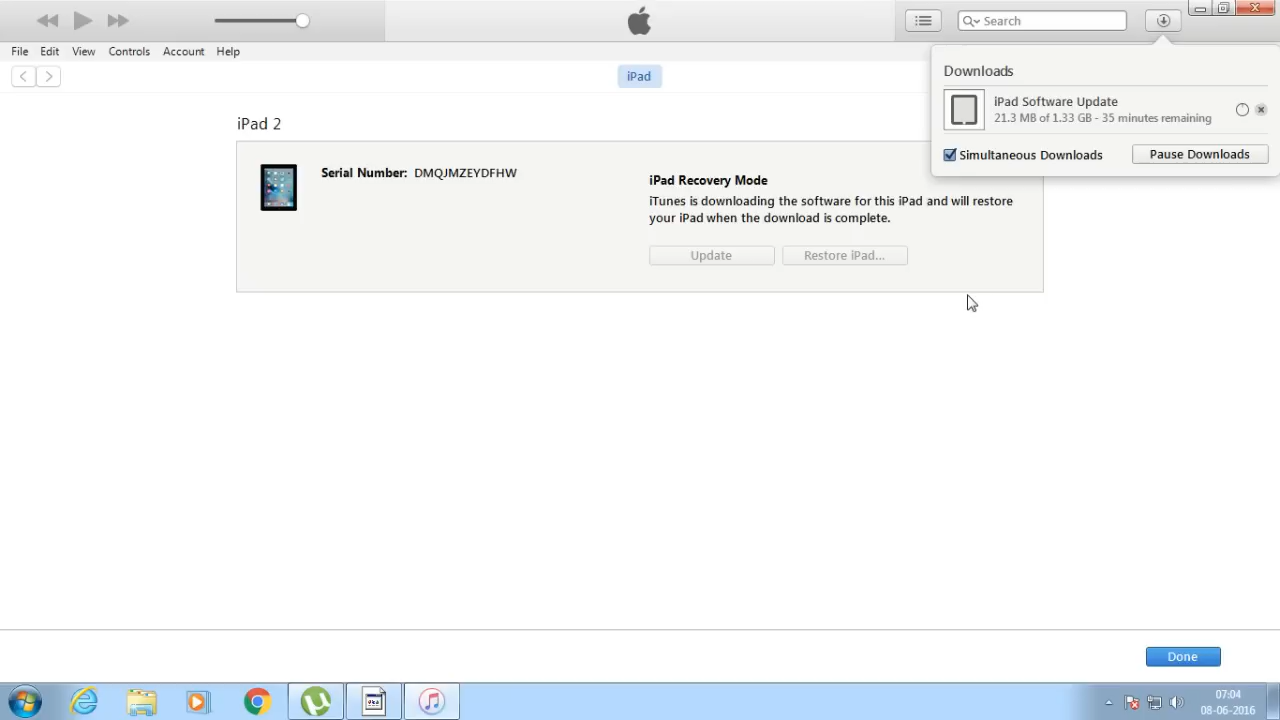 Search
File Edit View Controls Account Help
iPad
Downloads
iPad Software Update
21.3 MB of 1.33 GB - 35 minutes remaining
Simultaneous Downloads
Pause Downloads
iPad 2
Serial Number: DMQJMZEYDFHW
iPad Recovery Mode
iTunes is downloading the software for this iPad and will restore
your iPad when the download is complete.
Update
Restore iPad...
Done
07:04
08-06-2016